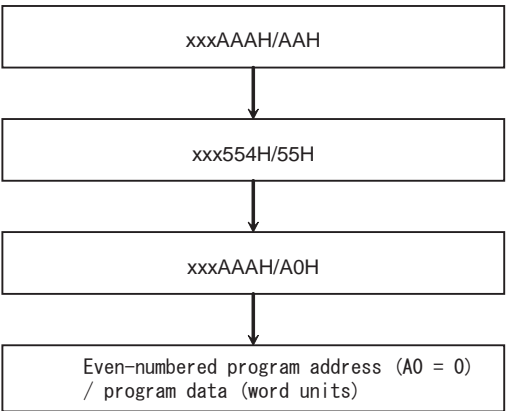 xxxAAAH/AAH
xxx554H/55H
xxxAAAH/A0H
Even-numbered program address (A0 = 0)
/ program data (word units)